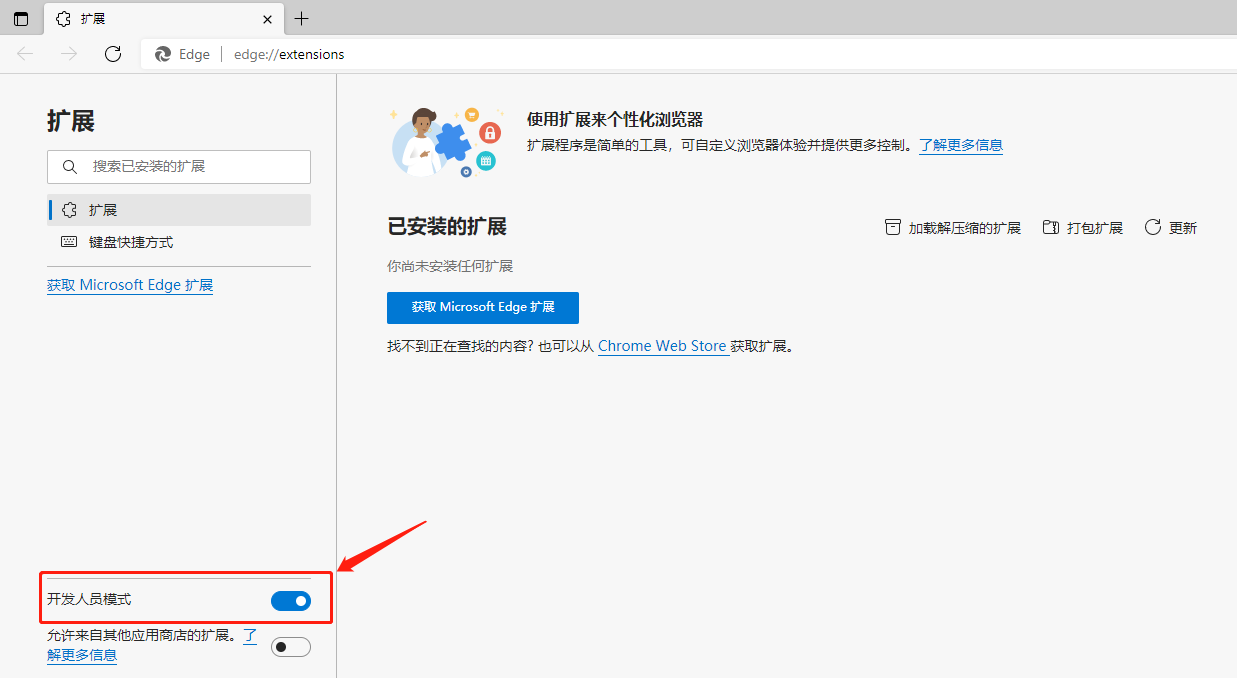 扩展
Edge
edge://extensions
扩展
搜索已安装的扩展
扩展
键盘快捷方式
获取 Microsoft Edge 扩展
开发人员模式
允许来自其他应用商店的扩展。了
解更多信息
使用扩展来个性化浏览器
扩展程序是简单的工具，可自定义浏览器体验并提供更多控制。了解更多信息
已安装的扩展
加载解压缩的扩展
打包扩展
更新
你尚未安装任何扩展
获取 Microsoft Edge 扩展
找不到正在查找的内容? 也可以从 Chrome Web Store 获取扩展。